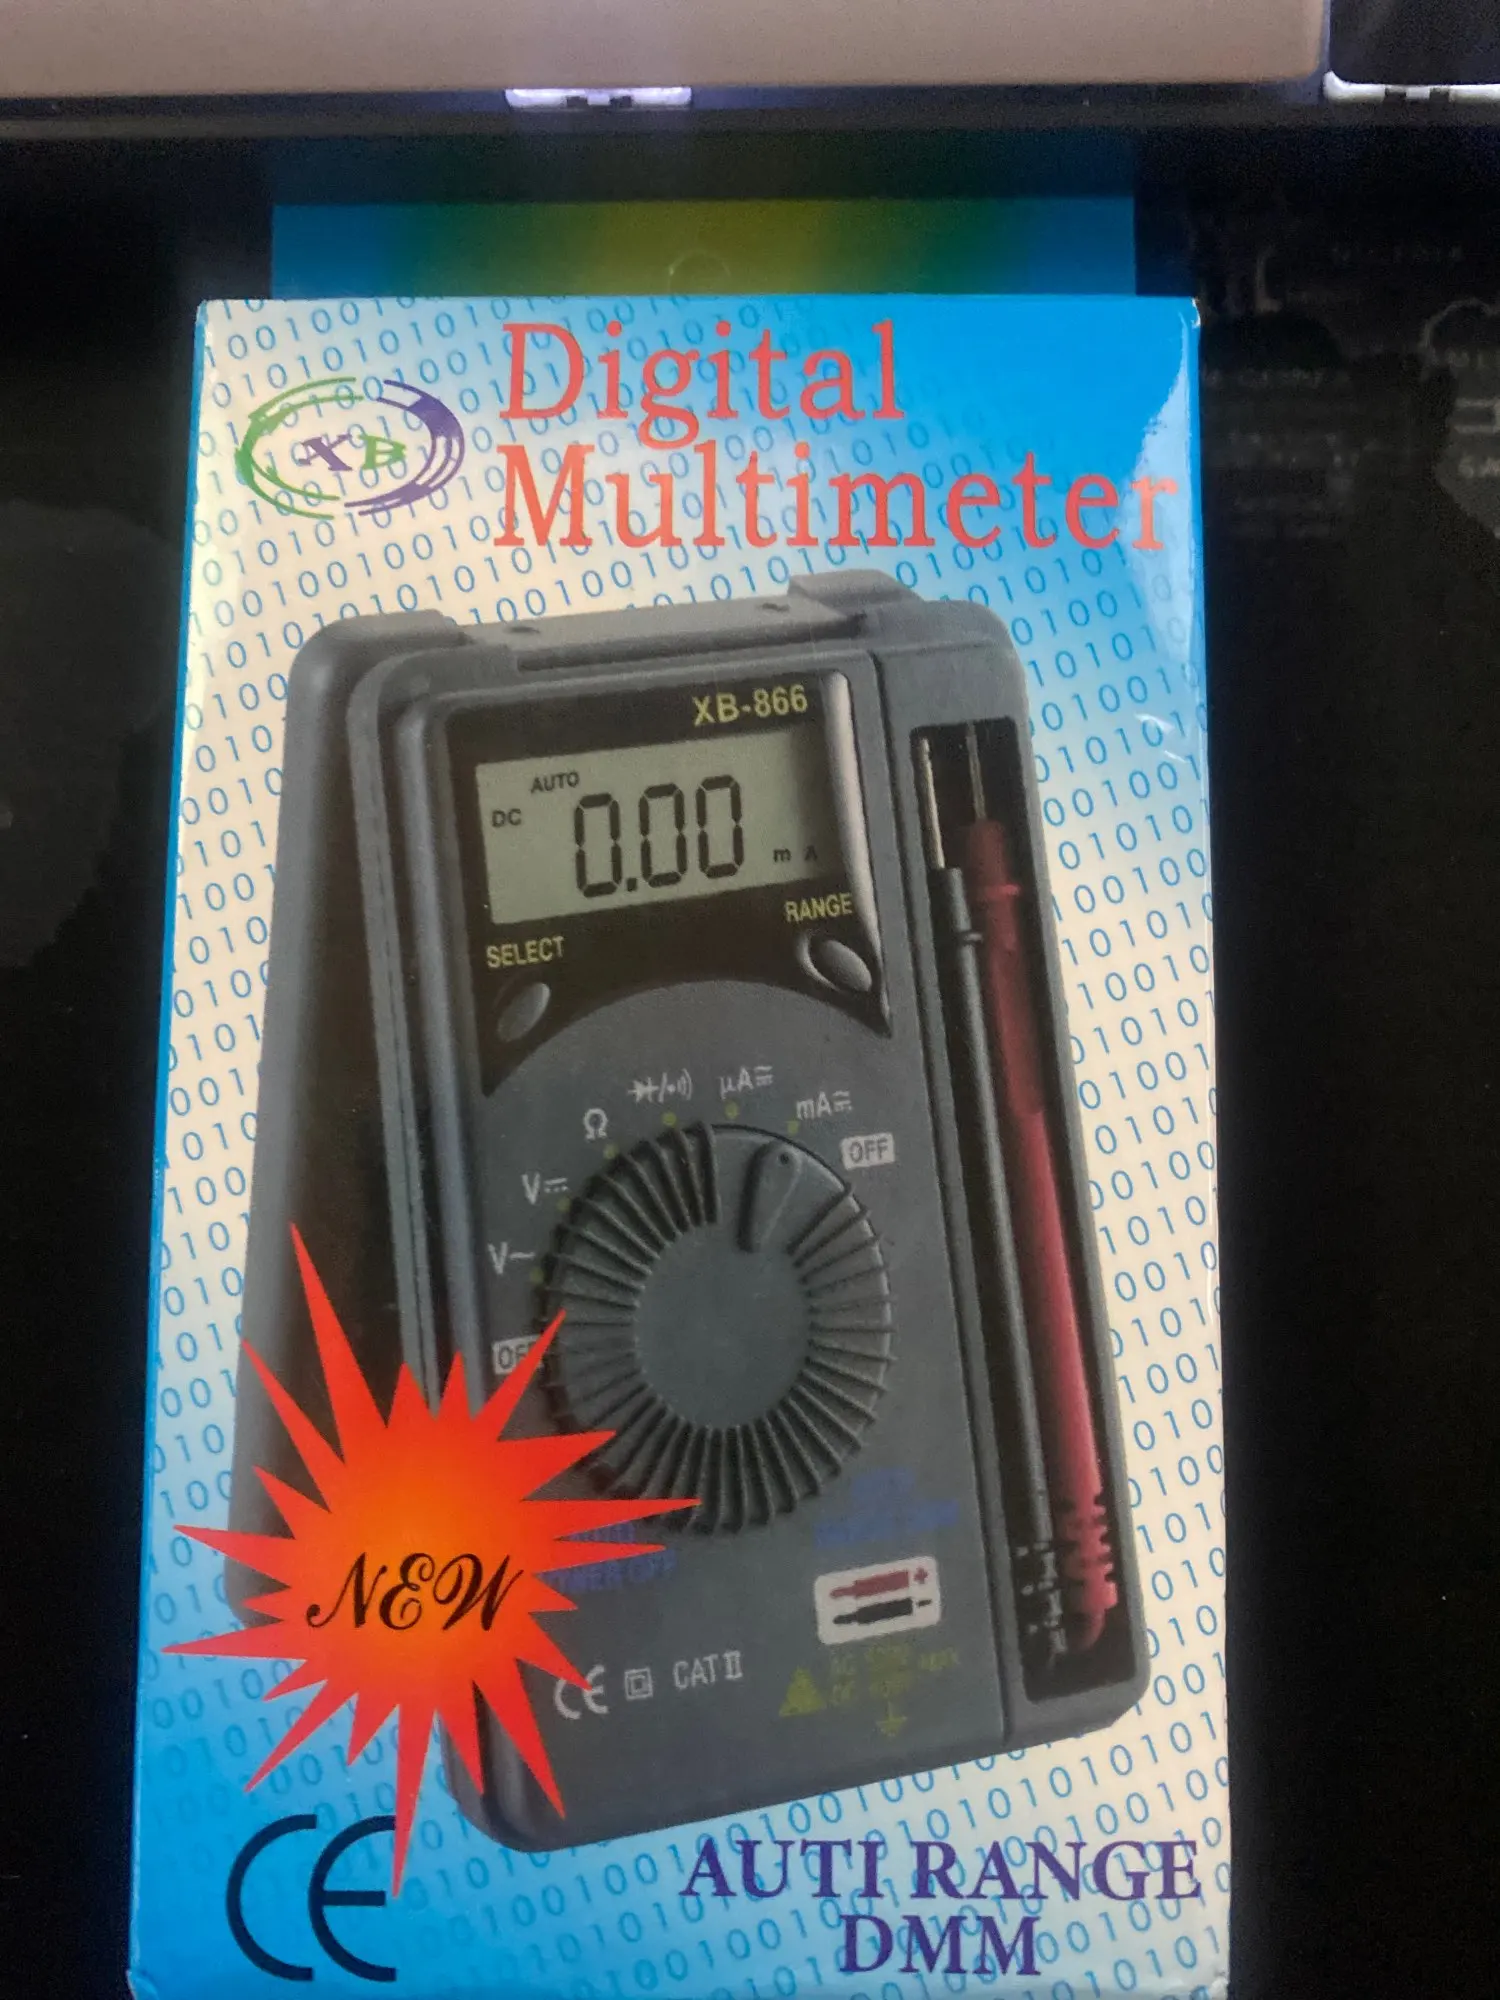 Digital
Multimeter
XB
XB-866
AUTO
DC
0.00
m A
SELECT
RANGE
Ω
µA
mA
OFF
V
V~
OFF
NEW
CE
CAT II
CE
AUTI RANGE
DMM